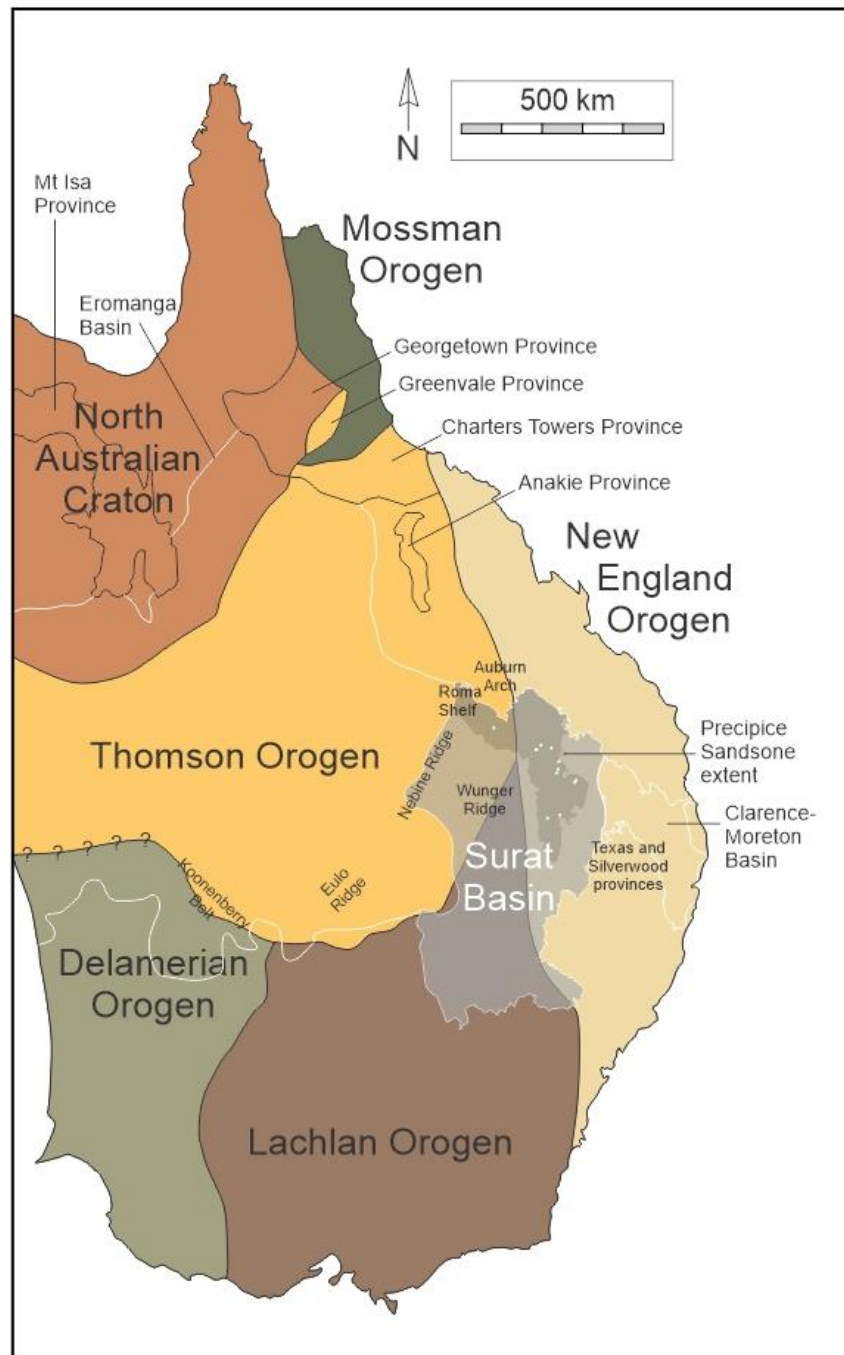 500 km
N
Mt Isa
Province
Mossman
Orogen
Eromanga
Basin
Georgetown Province
Greenvale Province
North
Australian
Craton
Charters Towers Province
Anakie Province
New
England
Orogen
Auburn
Arch
Roma
Shelf
Precipice
Sandsone
extent
Thomson Orogen
Nebine Ridge
Wunger
Ridge
Clarence-
Moreton
Basin
Surat
Basin
Texas and
Silverwood
provinces
? ? ? ? ?
Koonenberry
Belt
Eulo
Ridge
Delamerian
Orogen
Lachlan Orogen